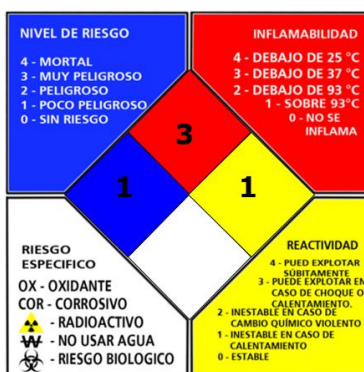 NIVEL DE RIESGO
4 - MORTAL
3 - MUY PELIGROSO
2 - PELIGROSO
1 - POCO PELIGROSO
0 - SIN RIESGO
INFLAMABILIDAD
4 - DEBAJO DE 25 °C
3 - DEBAJO DE 37 °C
2 - DEBAJO DE 93 °C
1 - SOBRE 93°C
0 - NO SE
INFLAMA
3
1
1
RIESGO
ESPECIFICO
OX - OXIDANTE
COR - CORROSIVO
- RADIOACTIVO
W - NO USAR AGUA
- RIESGO BIOLOGICO
REACTIVIDAD
4 - PUED EXPLOTAR
SÚBITAMENTE
3 - PUEDE EXPLOTAR EN
CASO DE CHOQUE O
CALENTAMIENTO.
2 - INESTABLE EN CASO DE
CAMBIO QUÍMICO VIOLENTO
1 - INESTABLE EN CASO DE
CALENTAMIENTO
0 - ESTABLE